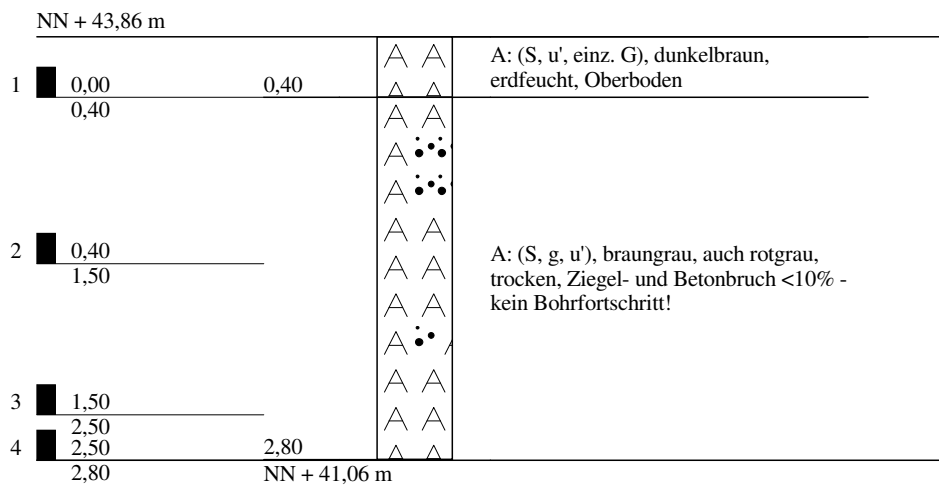 NN + 43,86 m
A: (S, u', einz. G), dunkelbraun,
erdfeucht, Oberboden
1 0,00 0,40
0,40
A: (S, g, u'), braungrau, auch rotgrau,
trocken, Ziegel- und Betonbruch <10% -
kein Bohrfortschritt!
2 0,40
1,50
3 1,50
2,50
4 2,50 2,80
2,80
NN + 41,06 m